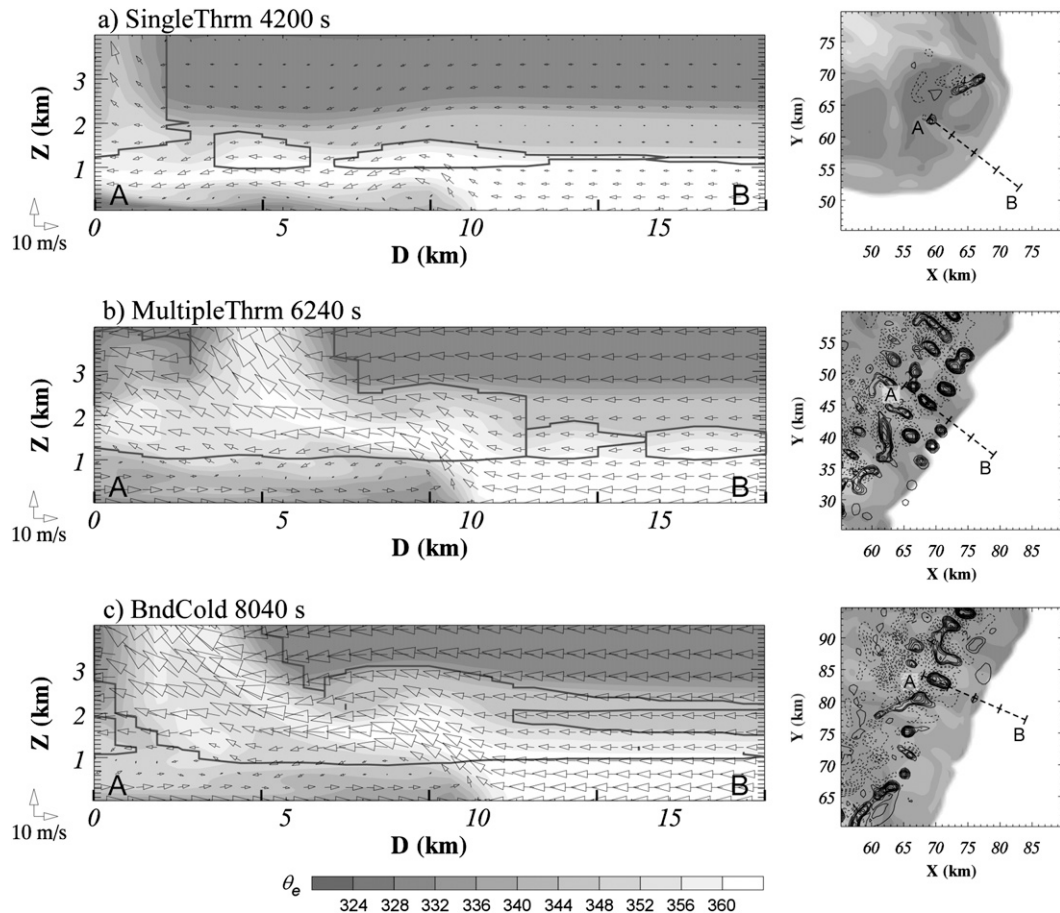 a) SingleThrm 4200 s
Z (km)
3
2
1
A
B
0
5
10
15
D (km)
10 m/s
Y (km)
80
75
70
65
60
55
50
A
B
50
55
60
65
70
75
X (km)
b) MultipleThrm 6240 s
Z (km)
3
2
1
A
B
0
5
10
15
D (km)
10 m/s
Y (km)
55
50
45
40
35
30
A
B
60
65
70
75
80
85
X (km)
c) BndCold 8040 s
Z (km)
3
2
1
A
B
0
5
10
15
D (km)
10 m/s
Y (km)
90
85
80
75
70
65
A
B
55
60
65
70
75
80
85
X (km)
θe
324 328 332 336 340 344 348 352 356 360